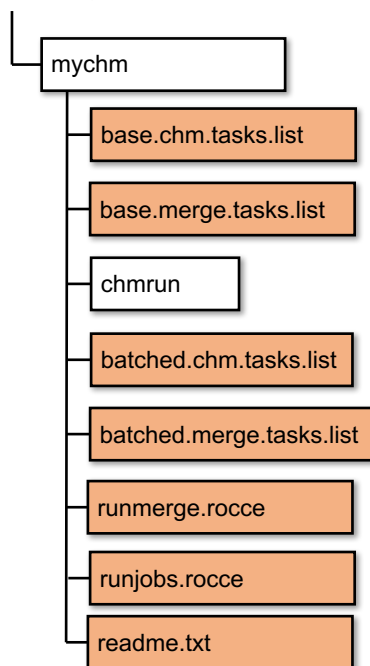 mychm
base.chm.tasks.list
base.merge.tasks.list
chmrun
batched.chm.tasks.list
batched.merge.tasks.list
runmerge.rocce
runjobs.rocce
readme.txt